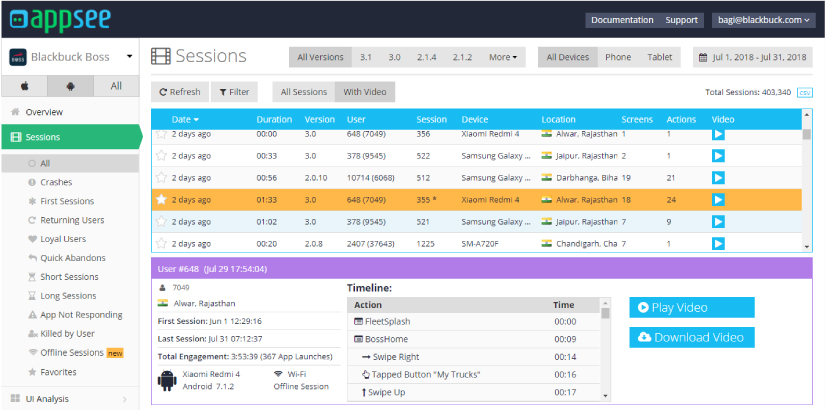 appsee
Documentation Support bagi@blackbuck.com
BOSS Blackbuck Boss
All
Overview
Sessions
All
Crashes
First Sessions
Returning Users
Loyal Users
Quick Abandons
Short Sessions
Long Sessions
App Not Responding
Killed by User
Offline Sessions new
Favorites
UI Analysis
Sessions
All Versions 3.1 3.0 2.1.4 2.1.2 More
All Devices Phone Tablet
Jul 1, 2018 - Jul 31, 2018
Refresh Filter All Sessions With Video Total Sessions: 403,340 csv
Date Duration Version User Session Device Location Screens Actions Video
2 days ago 00:00 3.0 648 (7049) 356 Xiaomi Redmi 4 Alwar, Rajasthan 1 1
2 days ago 00:33 3.0 378 (9545) 522 Samsung Galaxy ... Jaipur, Rajasthan 2 1
2 days ago 00:56 2.0.10 10714 (6068) 512 Samsung Galaxy ... Darbhanga, Biha 19 21
2 days ago 01:33 3.0 648 (7049) 355 * Xiaomi Redmi 4 Alwar, Rajasthan 18 24
2 days ago 01:02 3.0 378 (9545) 521 Samsung Galaxy ... Jaipur, Rajasthan 7 9
2 days ago 00:20 2.0.8 2407 (37643) 1225 SM-A720F Chandigarh, Cha 7 1
User #648 (Jul 29 17:54:04)
7049
Alwar, Rajasthan
First Session: Jun 1 12:29:16
Last Session: Jul 31 07:12:37
Total Engagement: 3:53:39 (367 App Launches)
Xiaomi Redmi 4 Wi-Fi
Android 7.1.2 Offline Session
Timeline:
Action Time
FleetSplash 00:00
BossHome 00:09
Swipe Right 00:14
Tapped Button "My Trucks" 00:16
Swipe Up 00:17
Play Video
Download Video